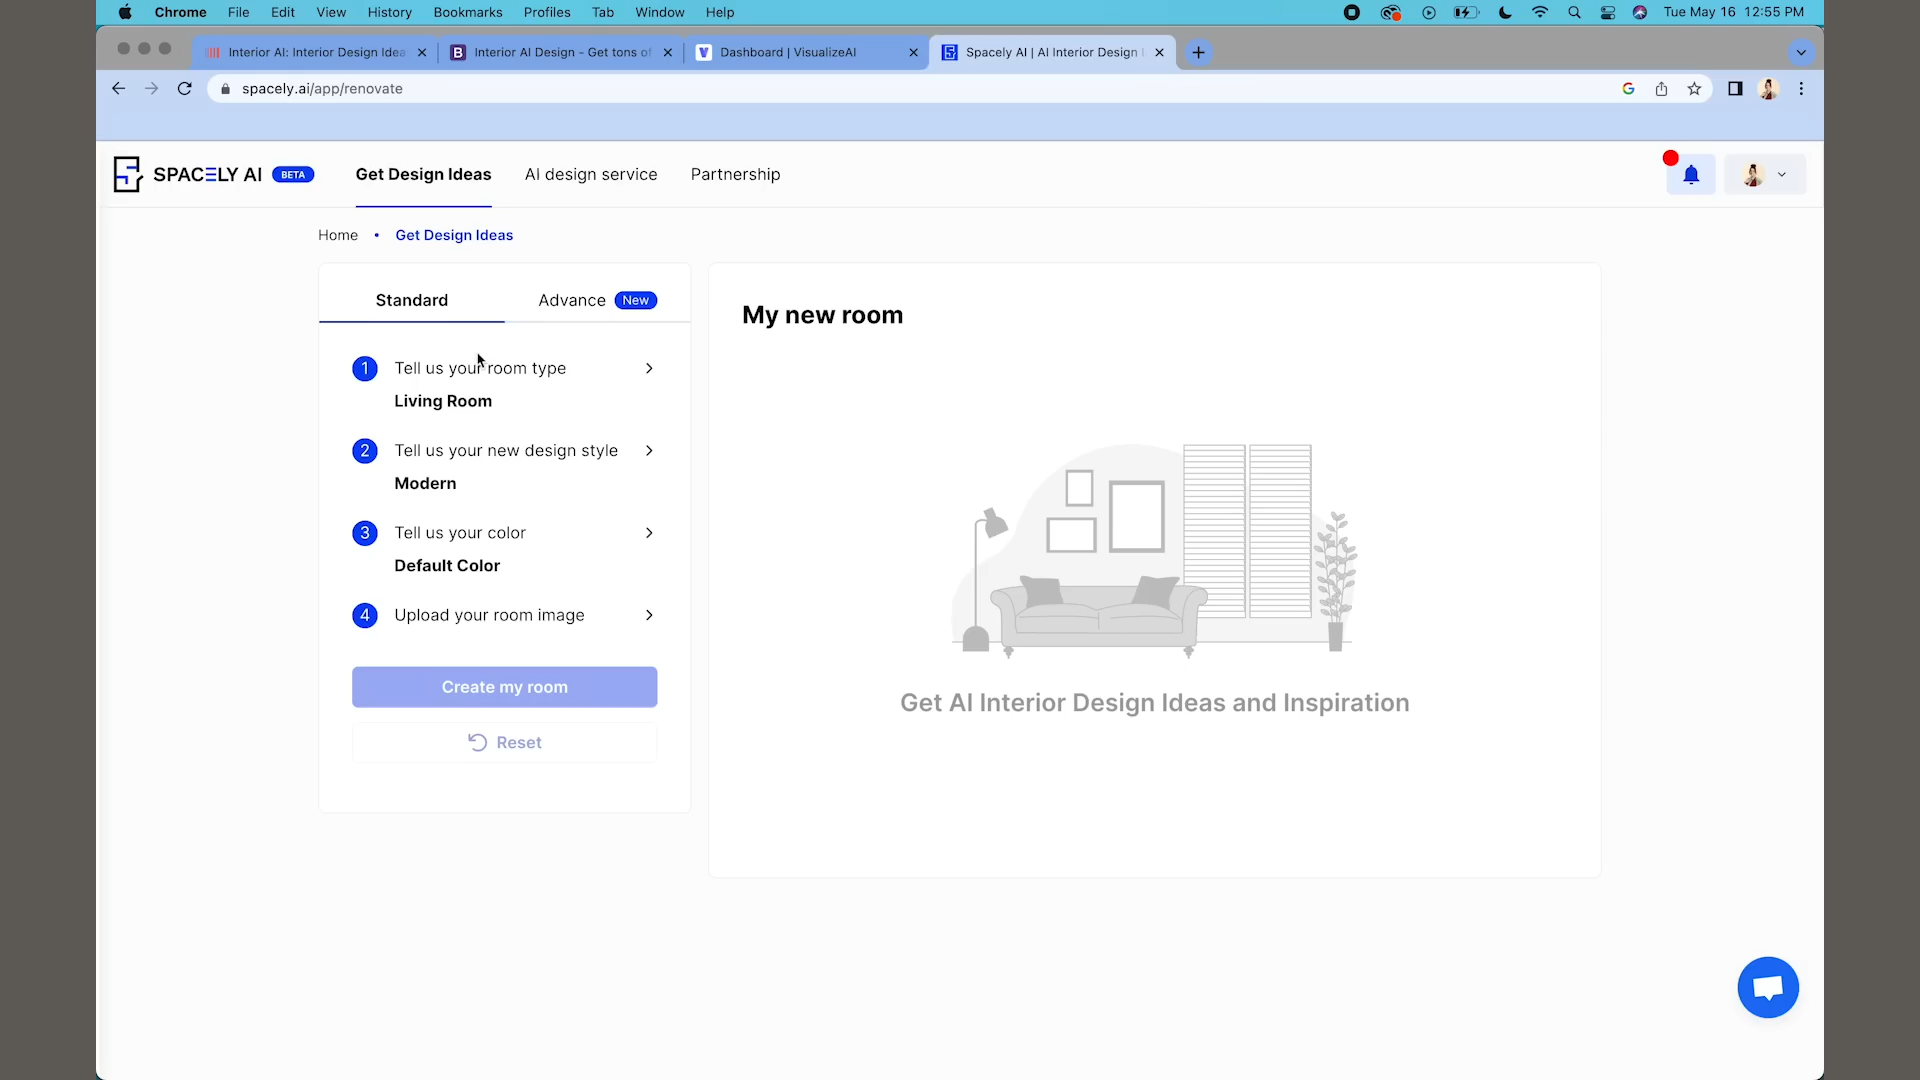 Chrome File Edit View History Bookmarks Profiles Tab Window Help Tue May 16 12:55 PM
Interior AI: Interior Design Idea B Interior AI Design - Get tons of V Dashboard | VisualizeAI Spacely AI | AI Interior Design
spacely.ai/app/renovate
SPACELY AI BETA Get Design Ideas AI design service Partnership
Home • Get Design Ideas
Standard Advance New
My new room
1 Tell us your room type
Living Room
2 Tell us your new design style
Modern
3 Tell us your color
Default Color
4 Upload your room image
Create my room
Reset
Get AI Interior Design Ideas and Inspiration